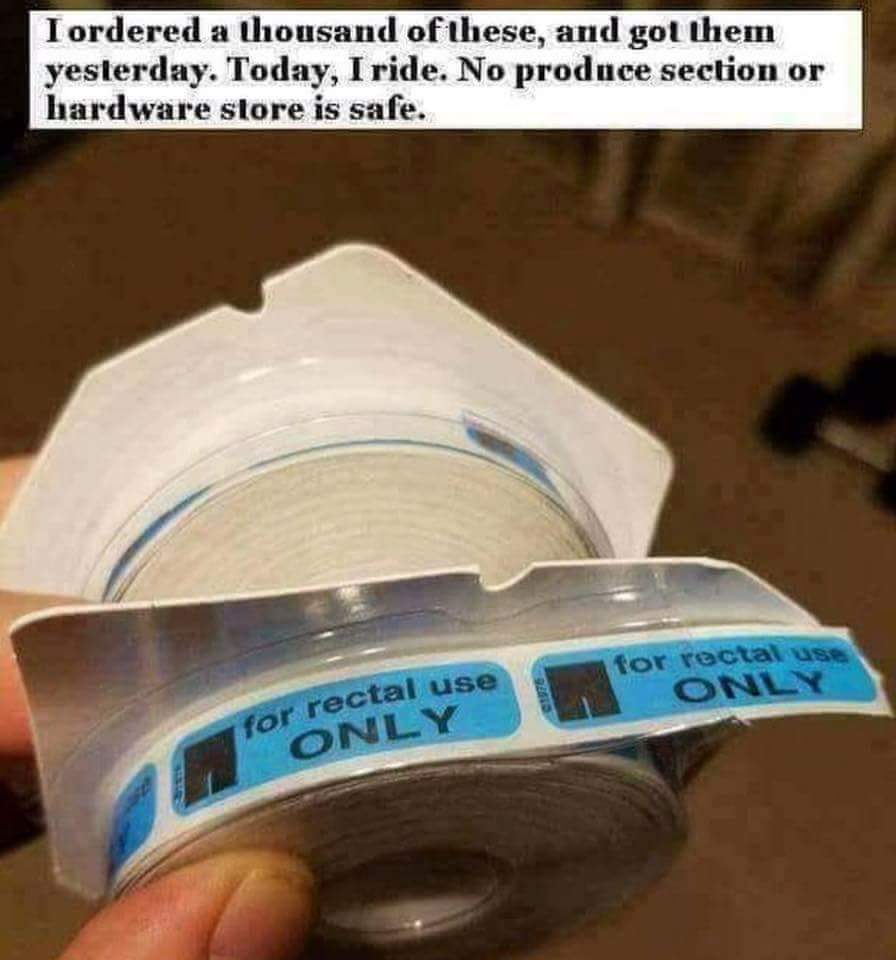 I ordered a thousand of these, and got them
yesterday. Today, I ride. No produce section or
hardware store is safe.
for rectal use
ONLY
for rectal use
ONLY